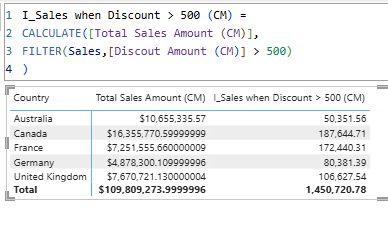 1 I_Sales when Discount > 500 (CM) =
2 CALCULATE([Total Sales Amount (CM)],
3 FILTER(Sales,[Discout Amount (CM)] > 500)
4 )
Country Total Sales Amount (CM) I_Sales when Discount > 500 (CM)
Australia $10,655,335.57 50,351.56
Canada $16,355,770.59999999 187,644.71
France $7,251,555.660000009 172,440.31
Germany $4,878,300.109999996 80,381.39
United Kingdom $7,670,721.130000004 106,627.54
Total $109,809,273.9999996 1,450,720.78